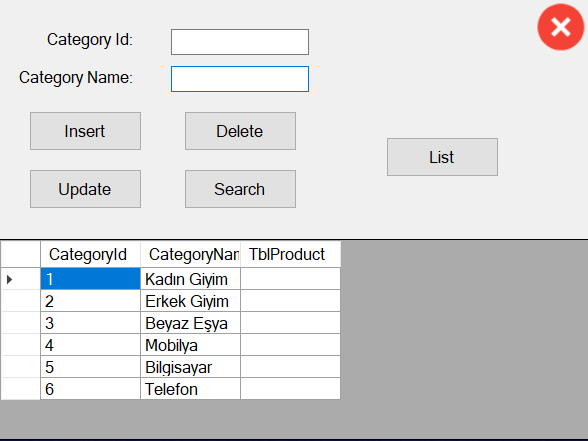 Category Id:
Category Name:
Insert Delete
List
Update Search
CategoryId CategoryNan TblProduct
1 Kadın Giyim
2 Erkek Giyim
3 Beyaz Eşya
4 Mobilya
5 Bilgisayar
6 Telefon